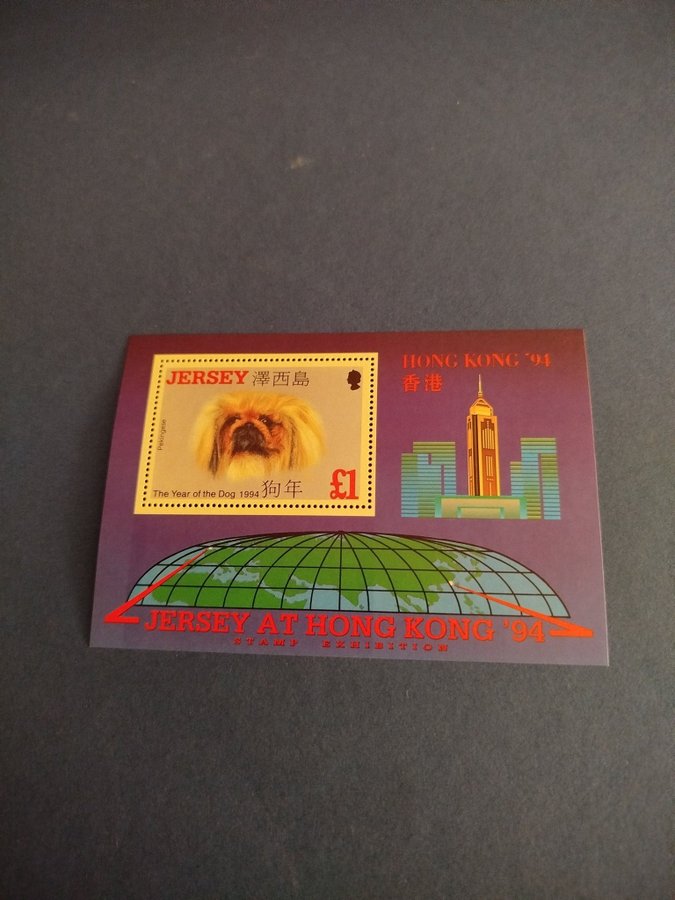 JERSEY 澤西島
Pekingese
The Year of the Dog 1994 狗年 £1
HONG KONG '94
香港
JERSEY AT HONG KONG '94
STAMP EXHIBITION